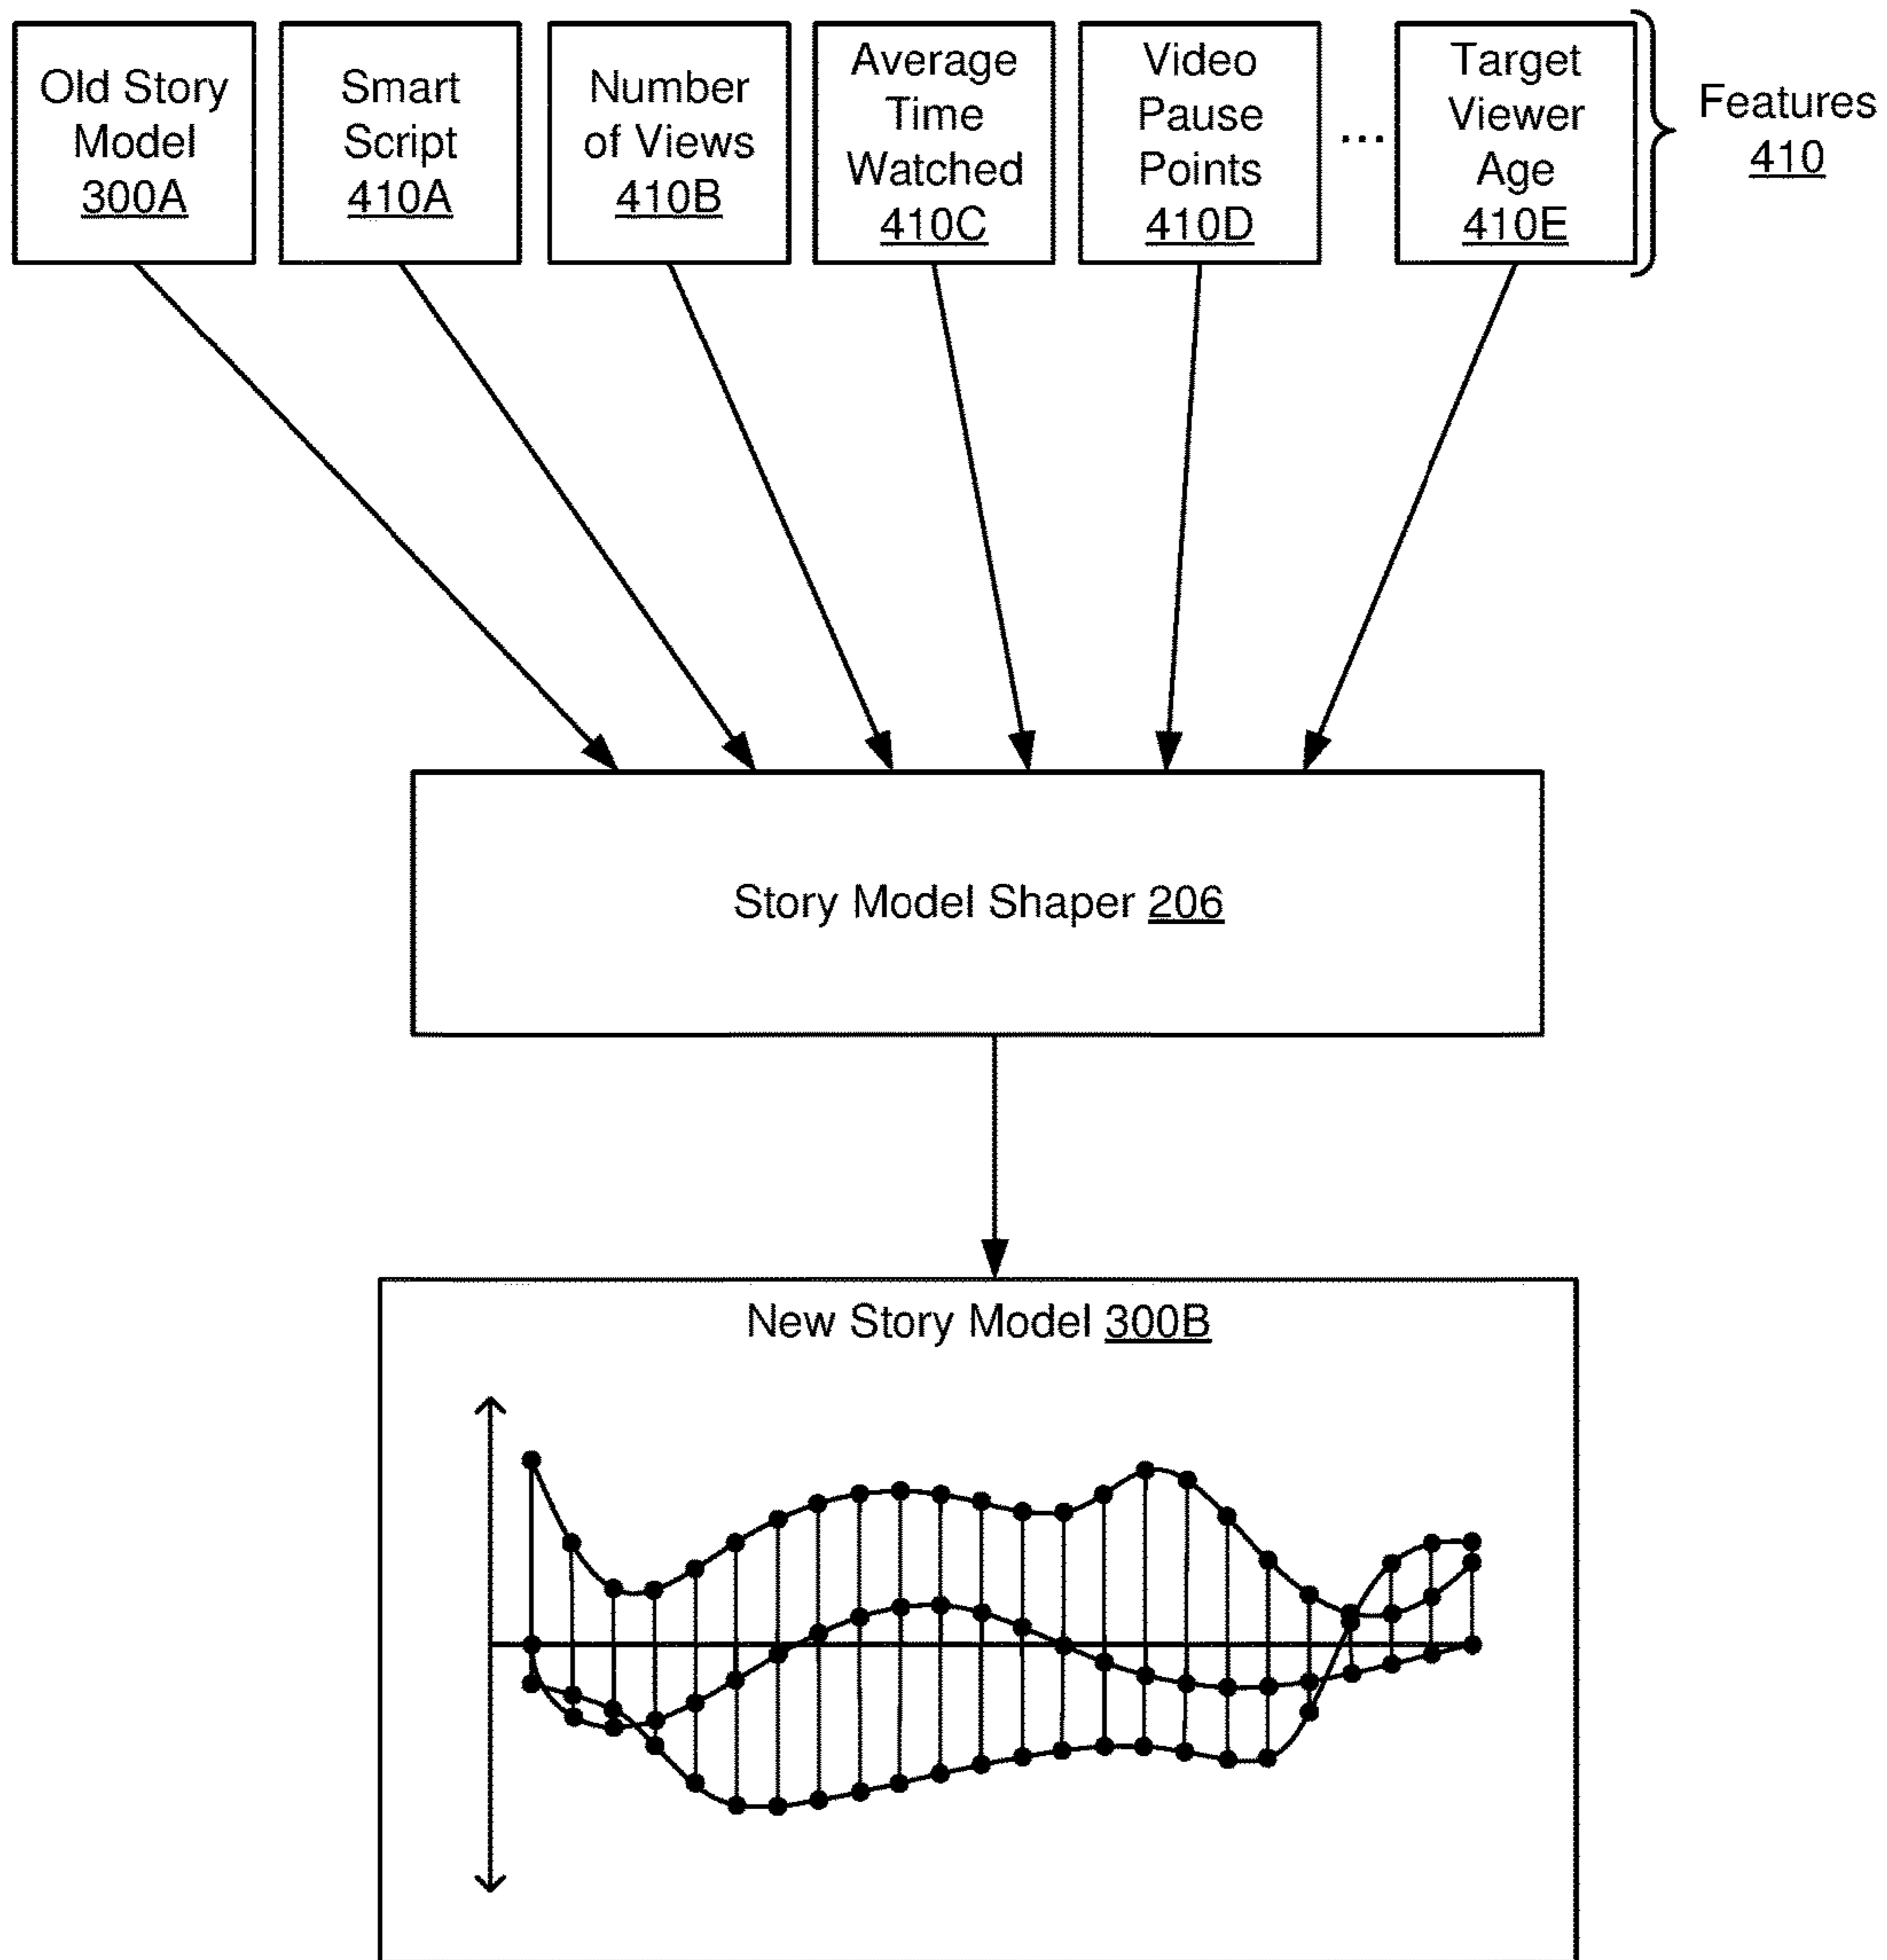 Old Story
Model
300A
Smart
Script
410A
Number
of Views
410B
Average
Time
Watched
410C
Video
Pause
Points
410D
...
Target
Viewer
Age
410E
Features
410
Story Model Shaper 206
New Story Model 300B